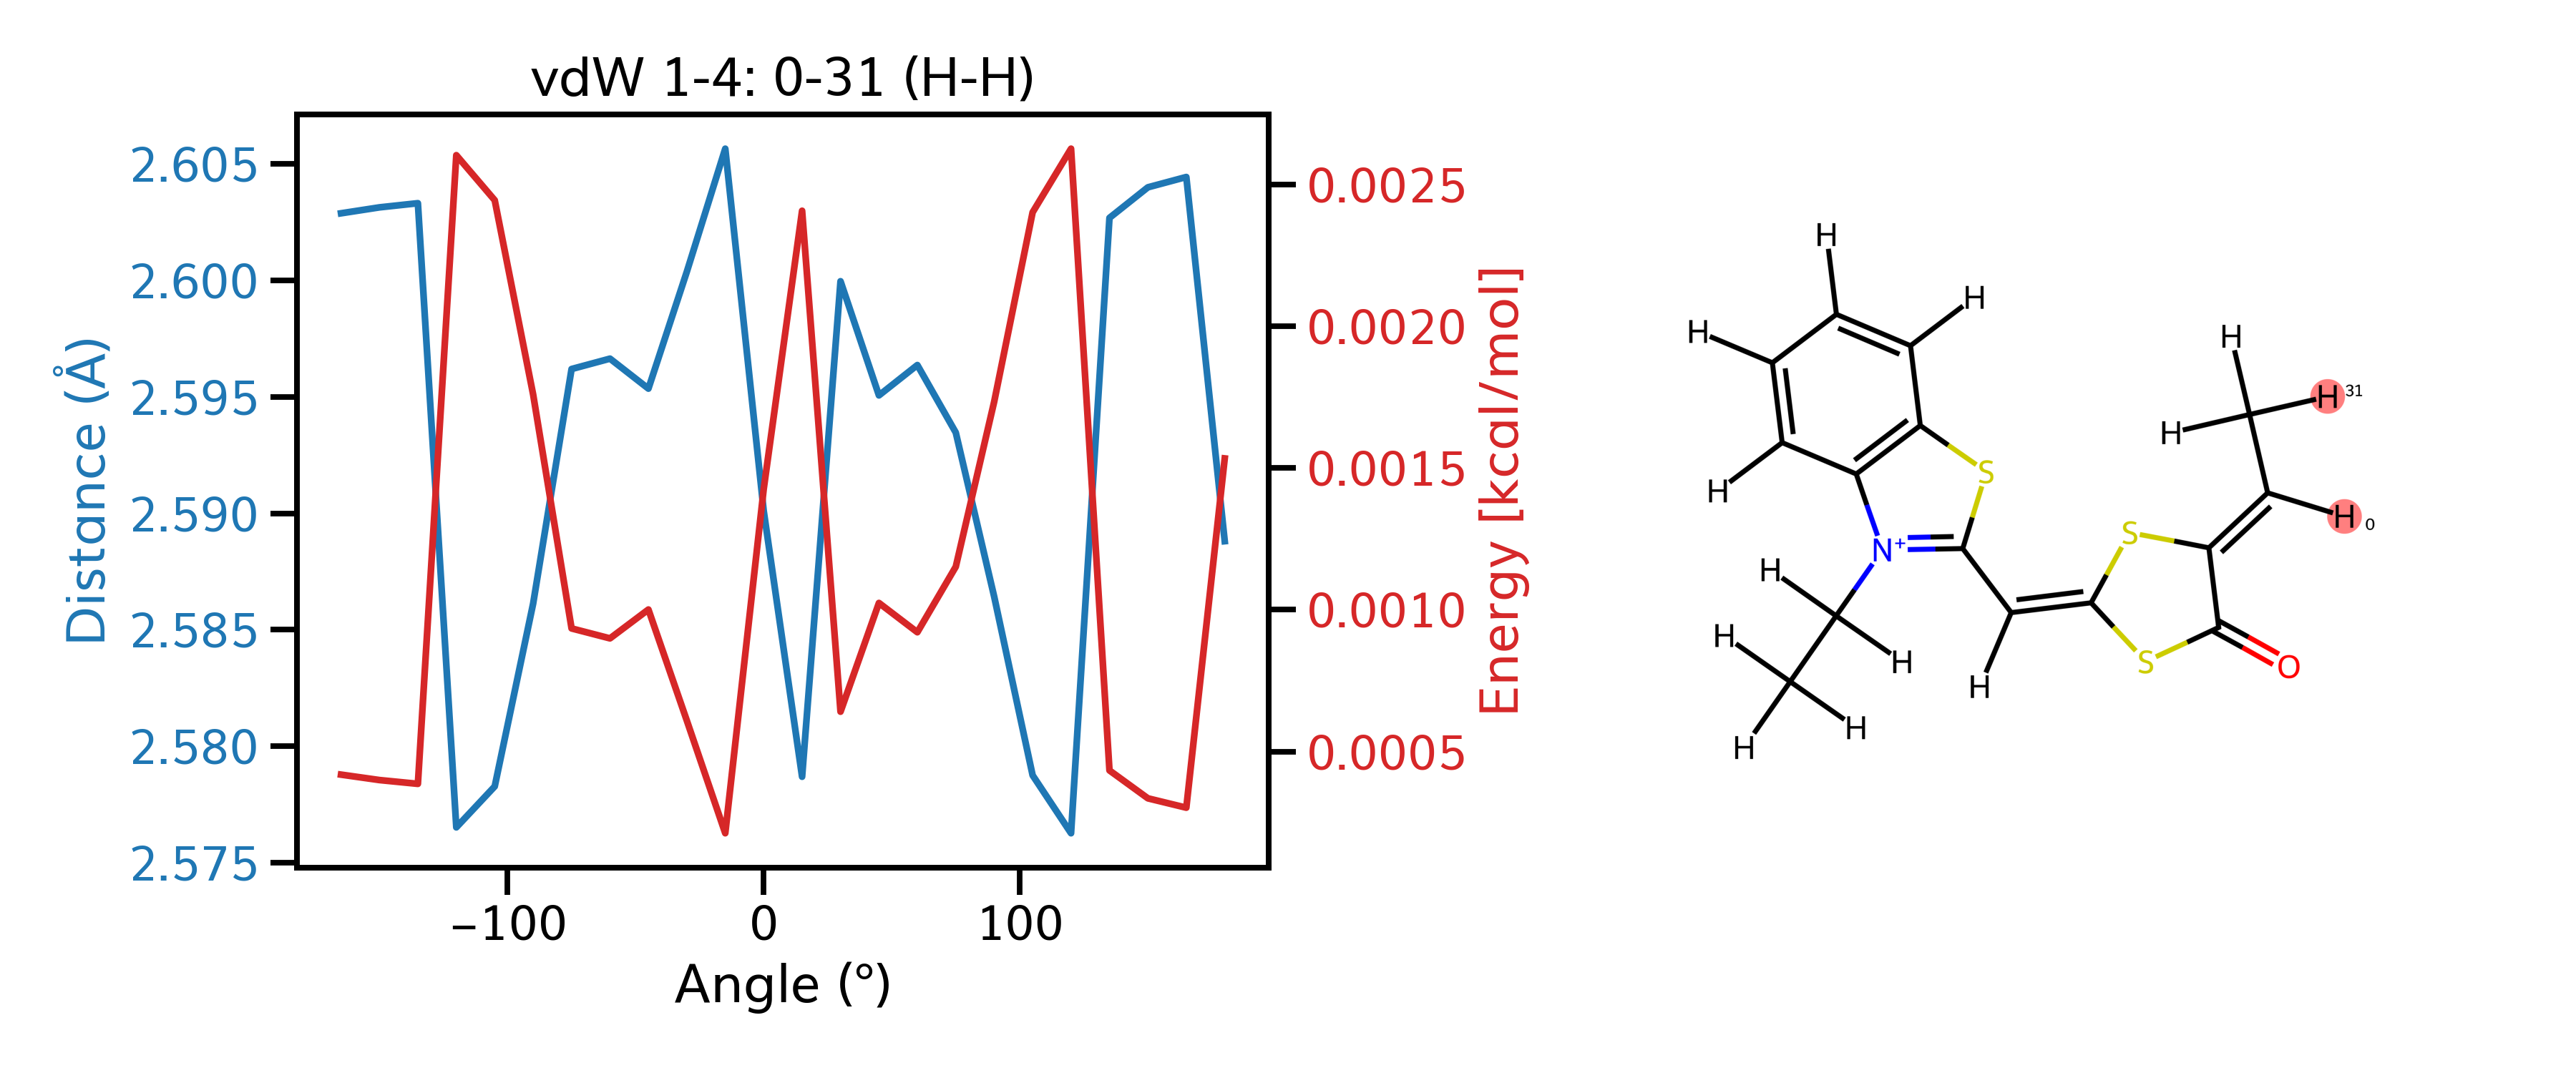 vdW 1-4: 0-31 (H-H)
Distance (Å)
2.605
2.600
2.595
2.590
2.585
2.580
2.575
−100
0
100
Angle (°)
0.0025
0.0020
0.0015
0.0010
0.0005
Energy [kcal/mol]
H
H
H
H
H
H 31
H
S
H
H 0
S
N+
H
H
H
S
O
H
H
H